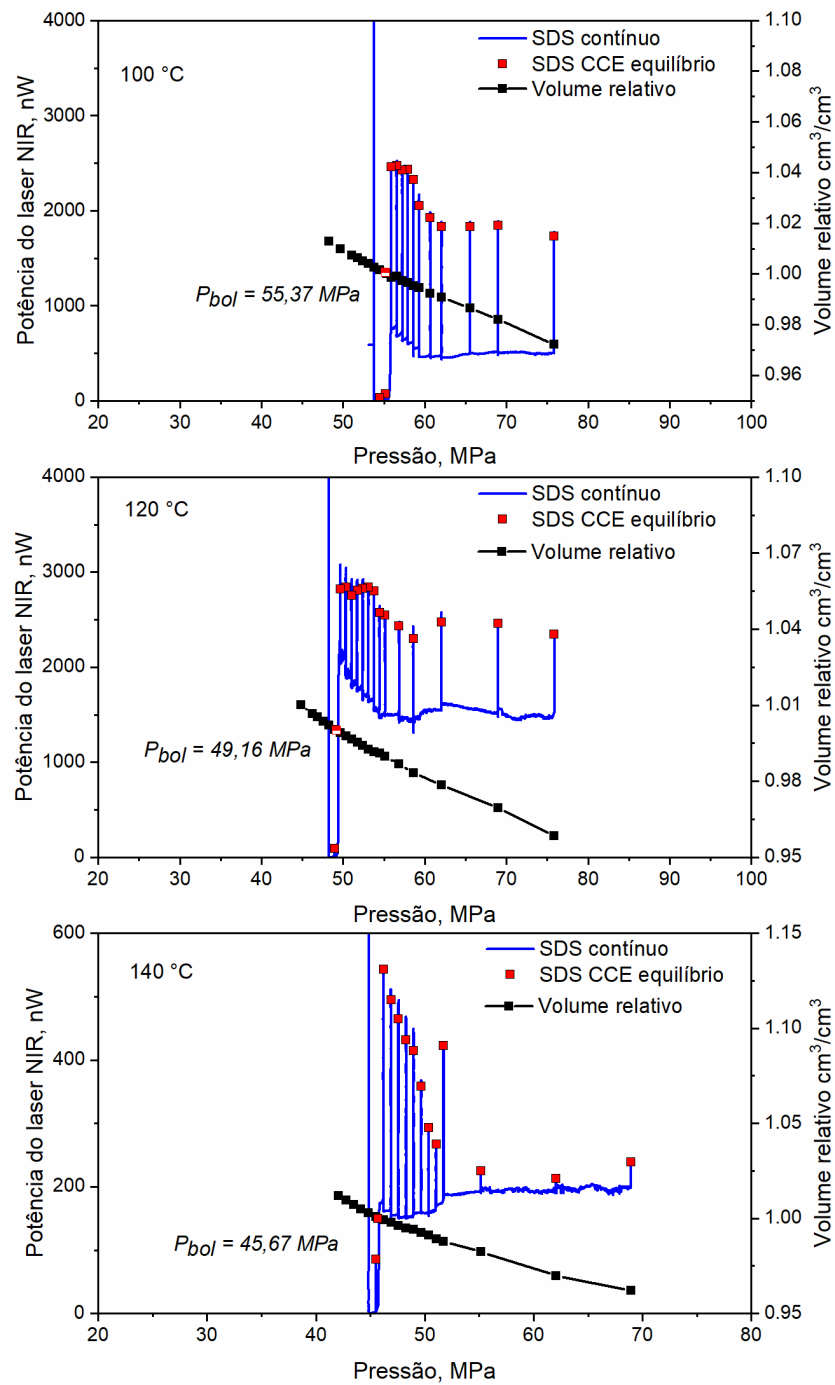 100 °C
SDS contínuo
SDS CCE equilíbrio
Volume relativo
P_bol = 55,37 MPa
Potência do laser NIR, nW
4000
3000
2000
1000
0
Volume relativo cm³/cm³
1.10
1.08
1.06
1.04
1.02
1.00
0.98
0.96
20 30 40 50 60 70 80 90 100
Pressão, MPa
120 °C
SDS contínuo
SDS CCE equilíbrio
Volume relativo
P_bol = 49,16 MPa
Potência do laser NIR, nW
4000
3000
2000
1000
0
Volume relativo cm³/cm³
1.10
1.07
1.04
1.01
0.98
0.95
20 30 40 50 60 70 80 90 100
Pressão, MPa
140 °C
SDS contínuo
SDS CCE equilíbrio
Volume relativo
P_bol = 45,67 MPa
Potência do laser NIR, nW
600
400
200
0
Volume relativo cm³/cm³
1.15
1.10
1.05
1.00
0.95
20 30 40 50 60 70 80
Pressão, MPa